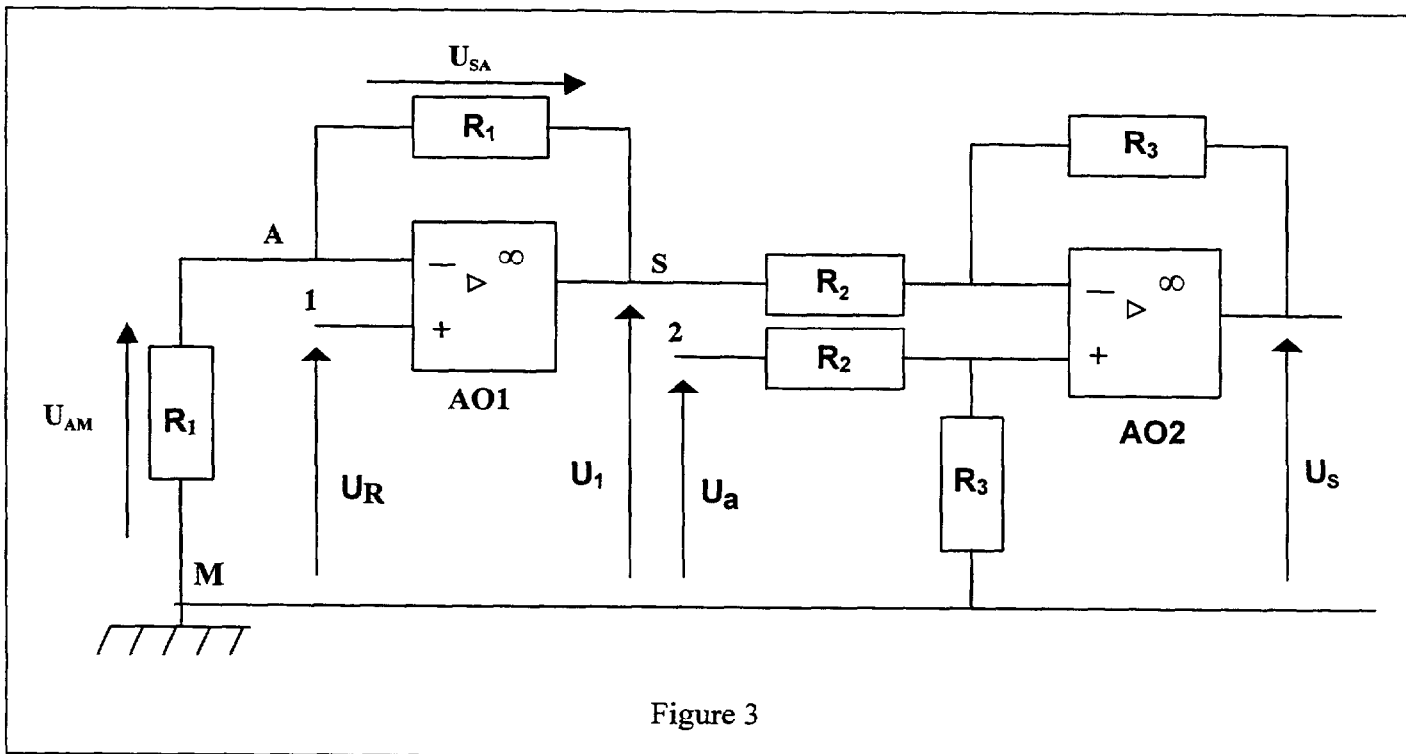 U_SA
R₁
R₃
A
∞
−
▷
+
AO1
1
S
R₂
2
R₂
∞
−
▷
+
AO2
U_AM
R₁
U_R
U₁
U_a
R₃
U_S
M
Figure 3